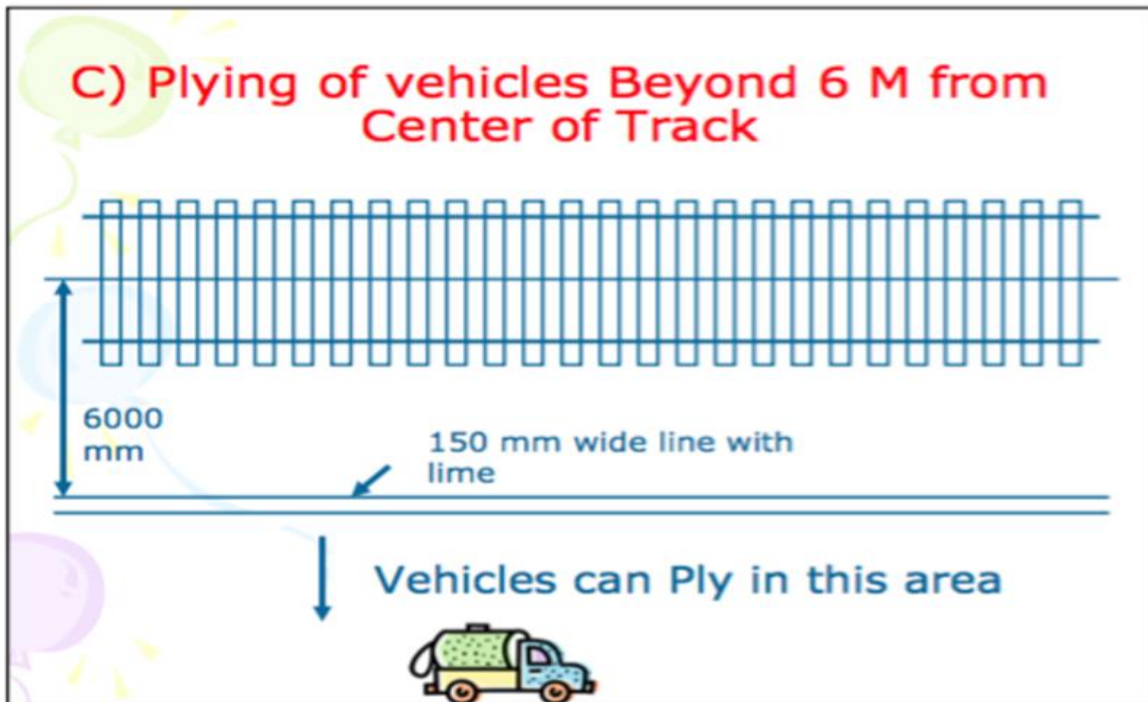 C) Plying of vehicles Beyond 6 M from
Center of Track
6000
mm
150 mm wide line with
lime
Vehicles can Ply in this area